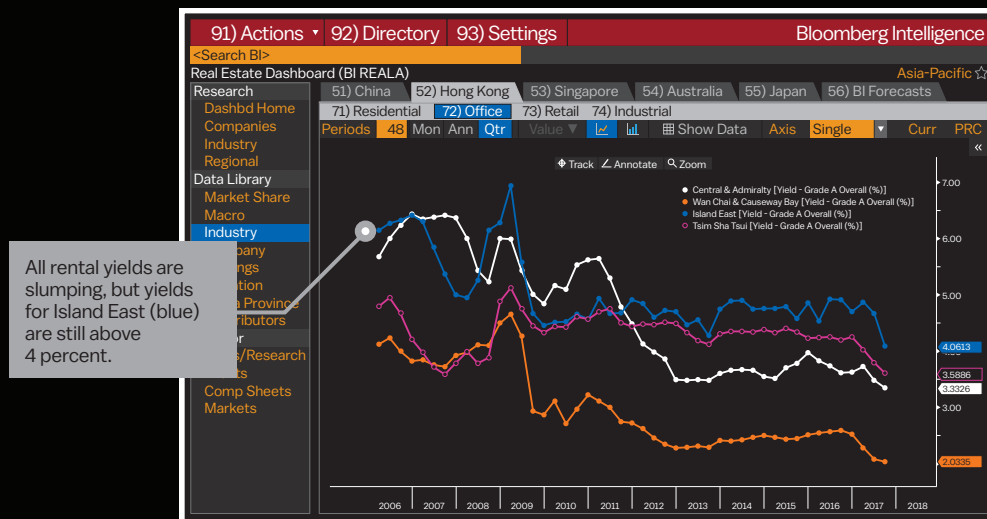 91) Actions ▾ 92) Directory 93) Settings Bloomberg Intelligence
<Search BI>
Real Estate Dashboard (BI REALA) Asia-Pacific ☆
Research
Dashbd Home
Companies
Industry
Regional
Data Library
Market Share
Macro
Industry
Comp Sheets
Markets
51) China 52) Hong Kong 53) Singapore 54) Australia 55) Japan 56) BI Forecasts
71) Residential 72) Office 73) Retail 74) Industrial
Periods 48 Mon Ann Qtr Value ▼ Show Data Axis Single ▾ Curr PRC
«
Track Annotate Zoom
Central & Admiralty [Yield - Grade A Overall (%)]
Wan Chai & Causeway Bay [Yield - Grade A Overall (%)]
Island East [Yield - Grade A Overall (%)]
Tsim Sha Tsui [Yield - Grade A Overall (%)]
7.00
6.00
5.00
4.0613
3.5886
3.3326
3.00
2.0335
2006 2007 2008 2009 2010 2011 2012 2013 2014 2015 2016 2017 2018
All rental yields are
slumping, but yields
for Island East (blue)
are still above
4 percent.